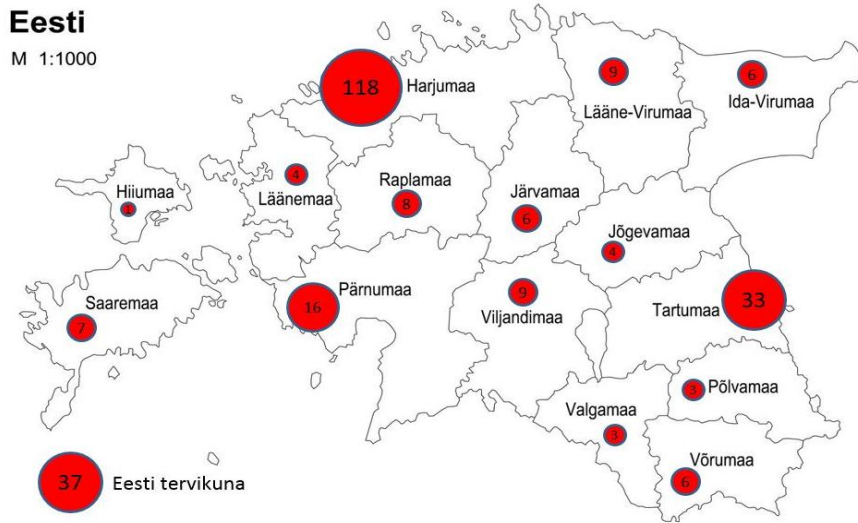 Eesti
M 1:1000
118
Harjumaa
9
Lääne-Virumaa
6
Ida-Virumaa
Hiiumaa
1
4
Läänemaa
Raplamaa
8
Järvamaa
6
Jõgevamaa
4
Saaremaa
7
16
Pärnumaa
9
Viljandimaa
Tartumaa
33
Valgamaa
3
3
Põlvamaa
Võrumaa
6
37
Eesti tervikuna